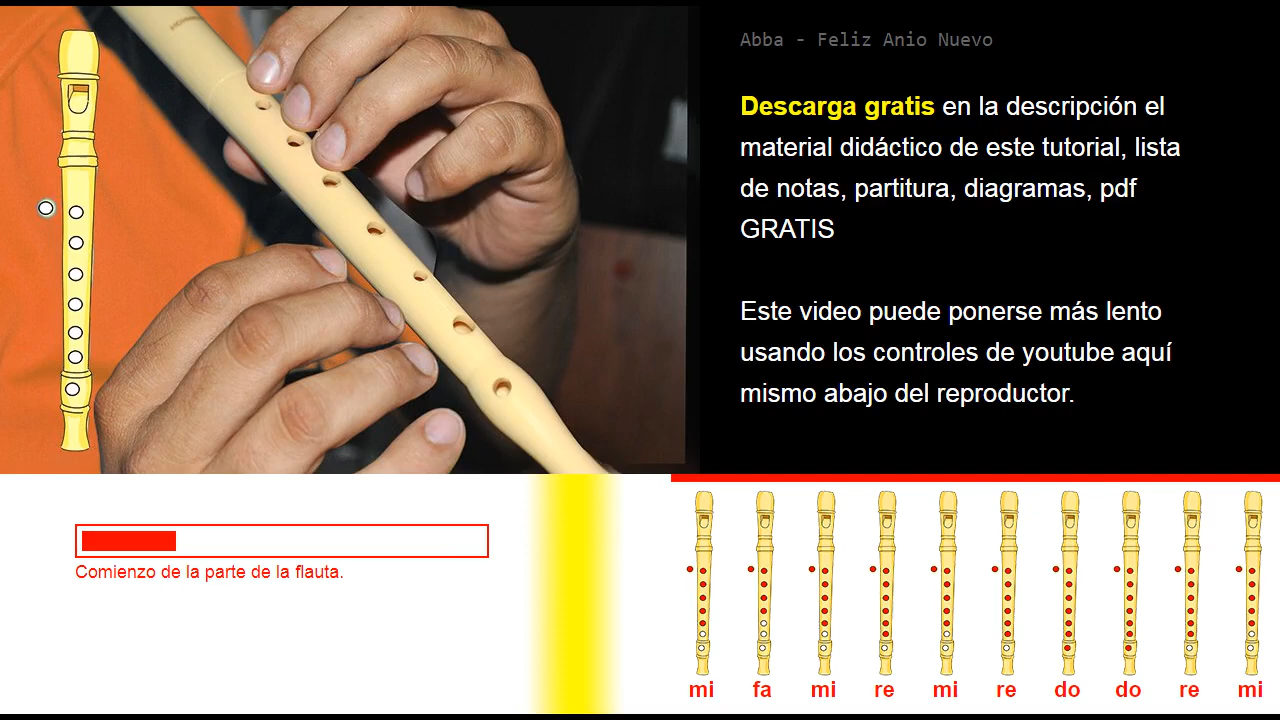 Abba - Feliz Anio Nuevo
Descarga gratis en la descripción el
material didáctico de este tutorial, lista
de notas, partitura, diagramas, pdf
GRATIS
Este video puede ponerse más lento
usando los controles de youtube aquí
mismo abajo del reproductor.
Comienzo de la parte de la flauta.
mi fa mi re mi re do do re mi